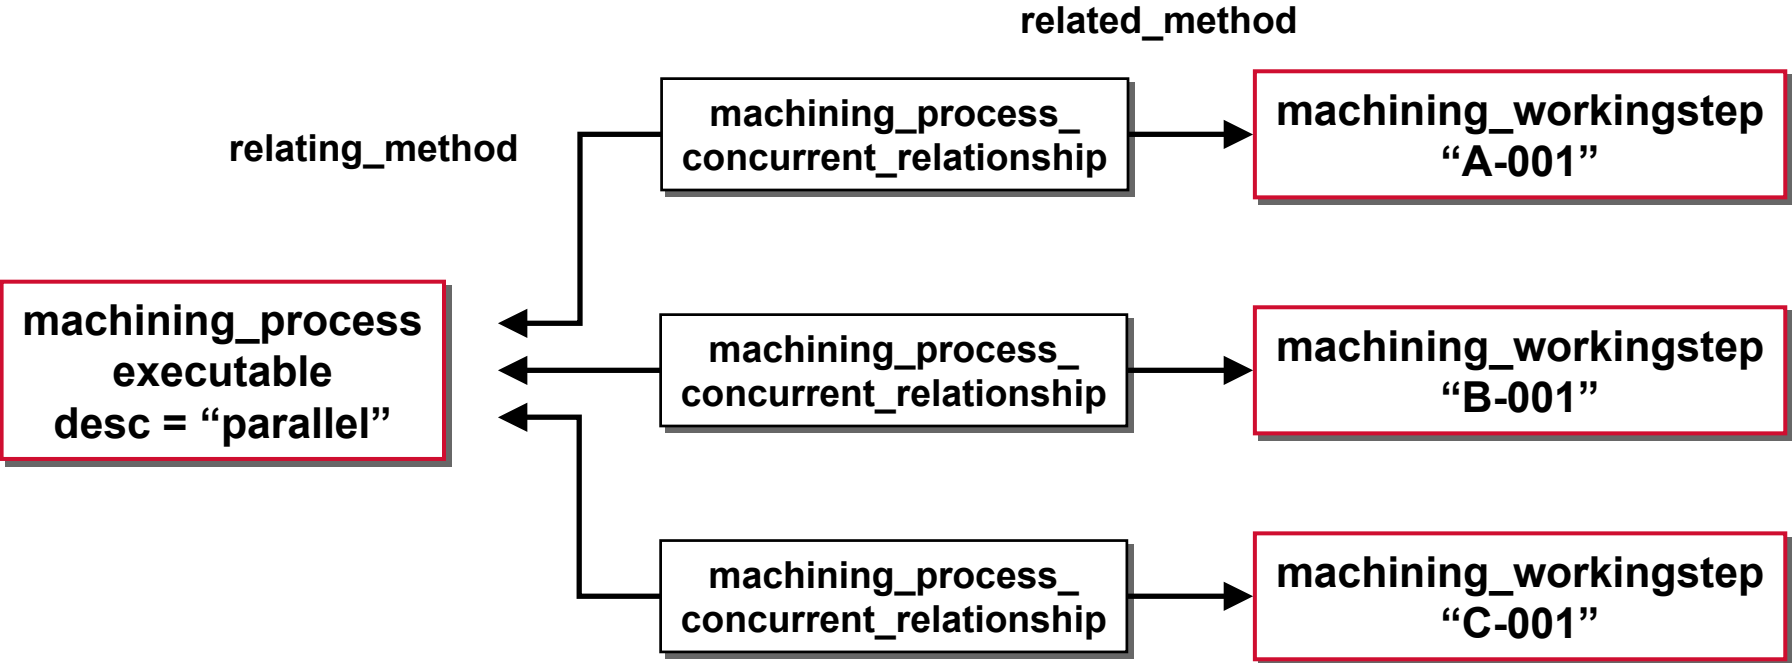 related_method
machining_process_
concurrent_relationship
machining_workingstep
“A-001”
relating_method
machining_process
executable
desc = “parallel”
machining_process_
concurrent_relationship
machining_workingstep
“B-001”
machining_process_
concurrent_relationship
machining_workingstep
“C-001”